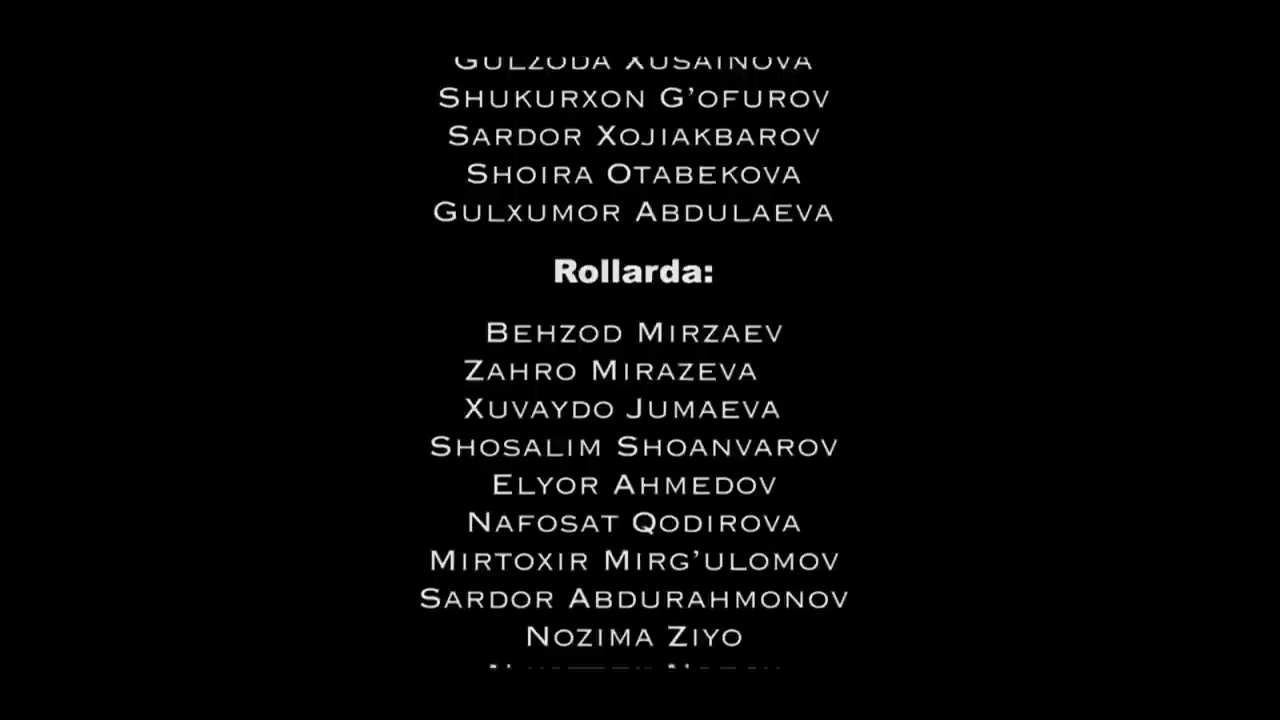 Gulzoda Xusainova
Shukurxon G’ofurov
Sardor Xojiakbarov
Shoira Otabekova
Gulxumor Abdulaeva
Rollarda:
Behzod Mirzaev
Zahro Mirazeva
Xuvaydo Jumaeva
Shosalim Shoanvarov
Elyor Ahmedov
Nafosat Qodirova
Mirtoxir Mirg’ulomov
Sardor Abdurahmonov
Nozima Ziyo